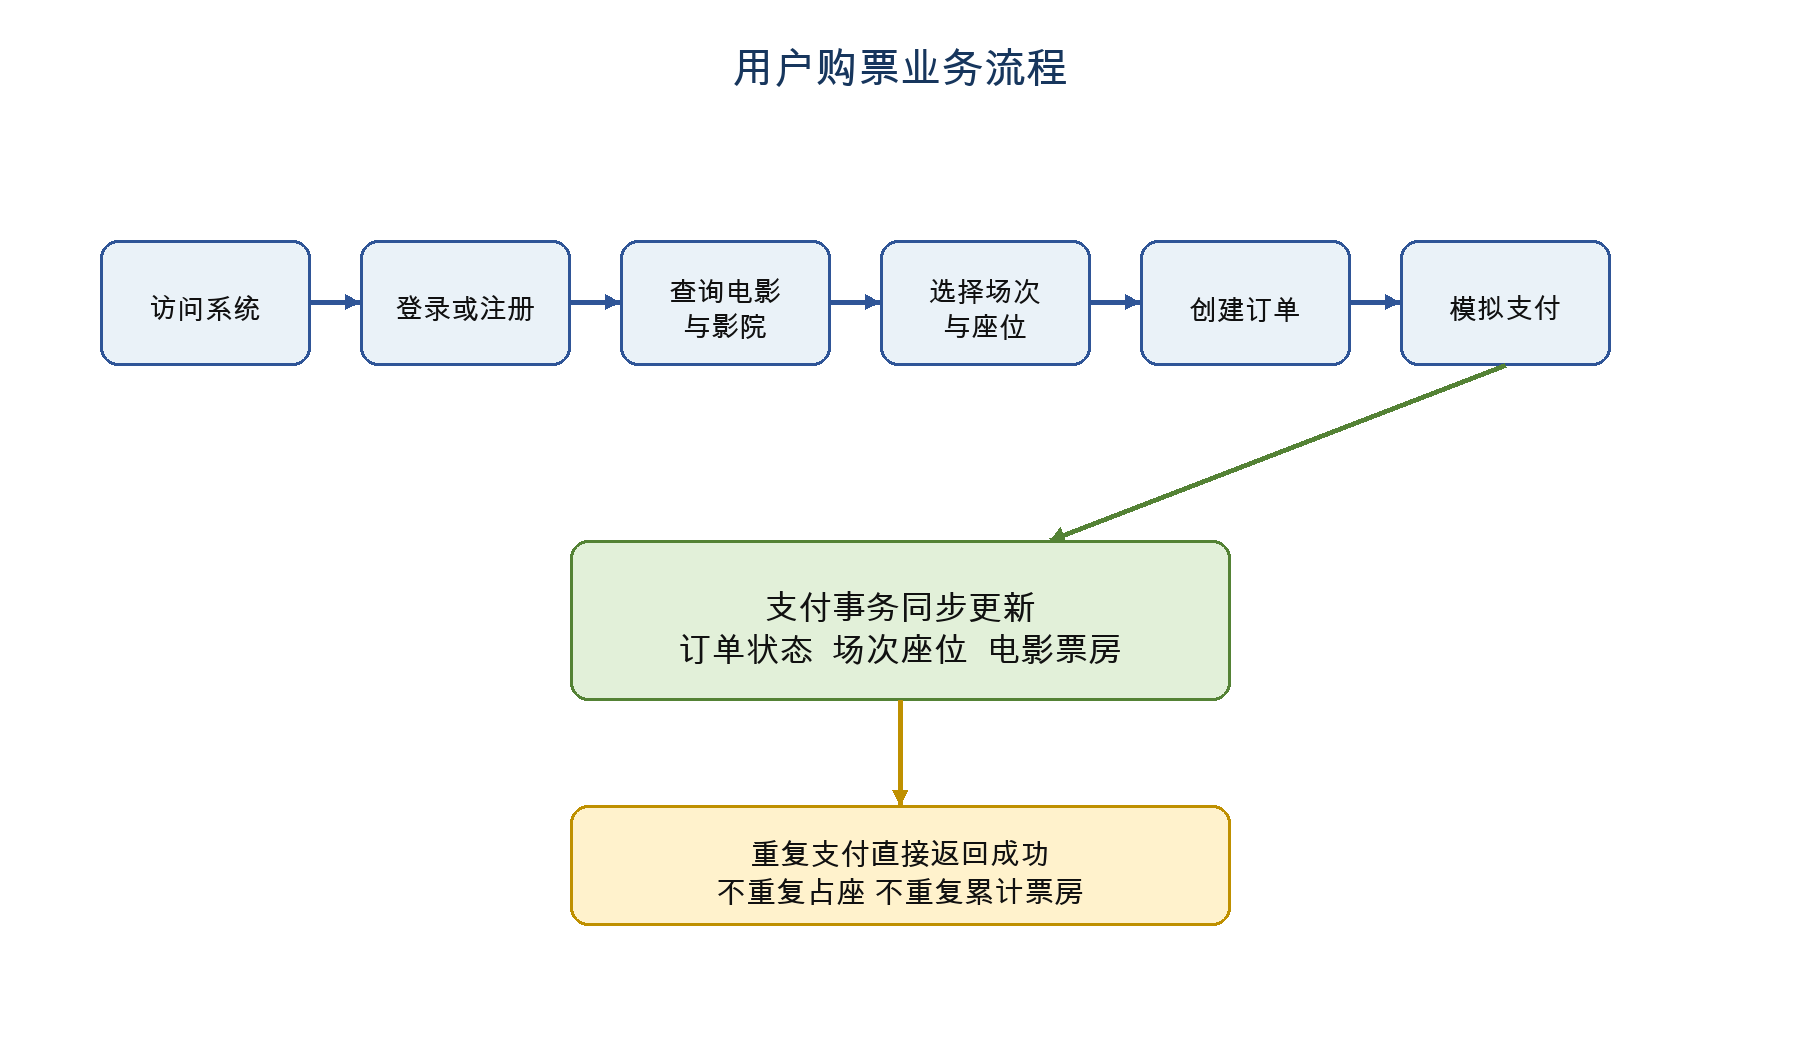 用户购票业务流程
访问系统
登录或注册
查询电影
与影院
选择场次
与座位
创建订单
模拟支付
支付事务同步更新
订单状态 场次座位 电影票房
重复支付直接返回成功
不重复占座 不重复累计票房